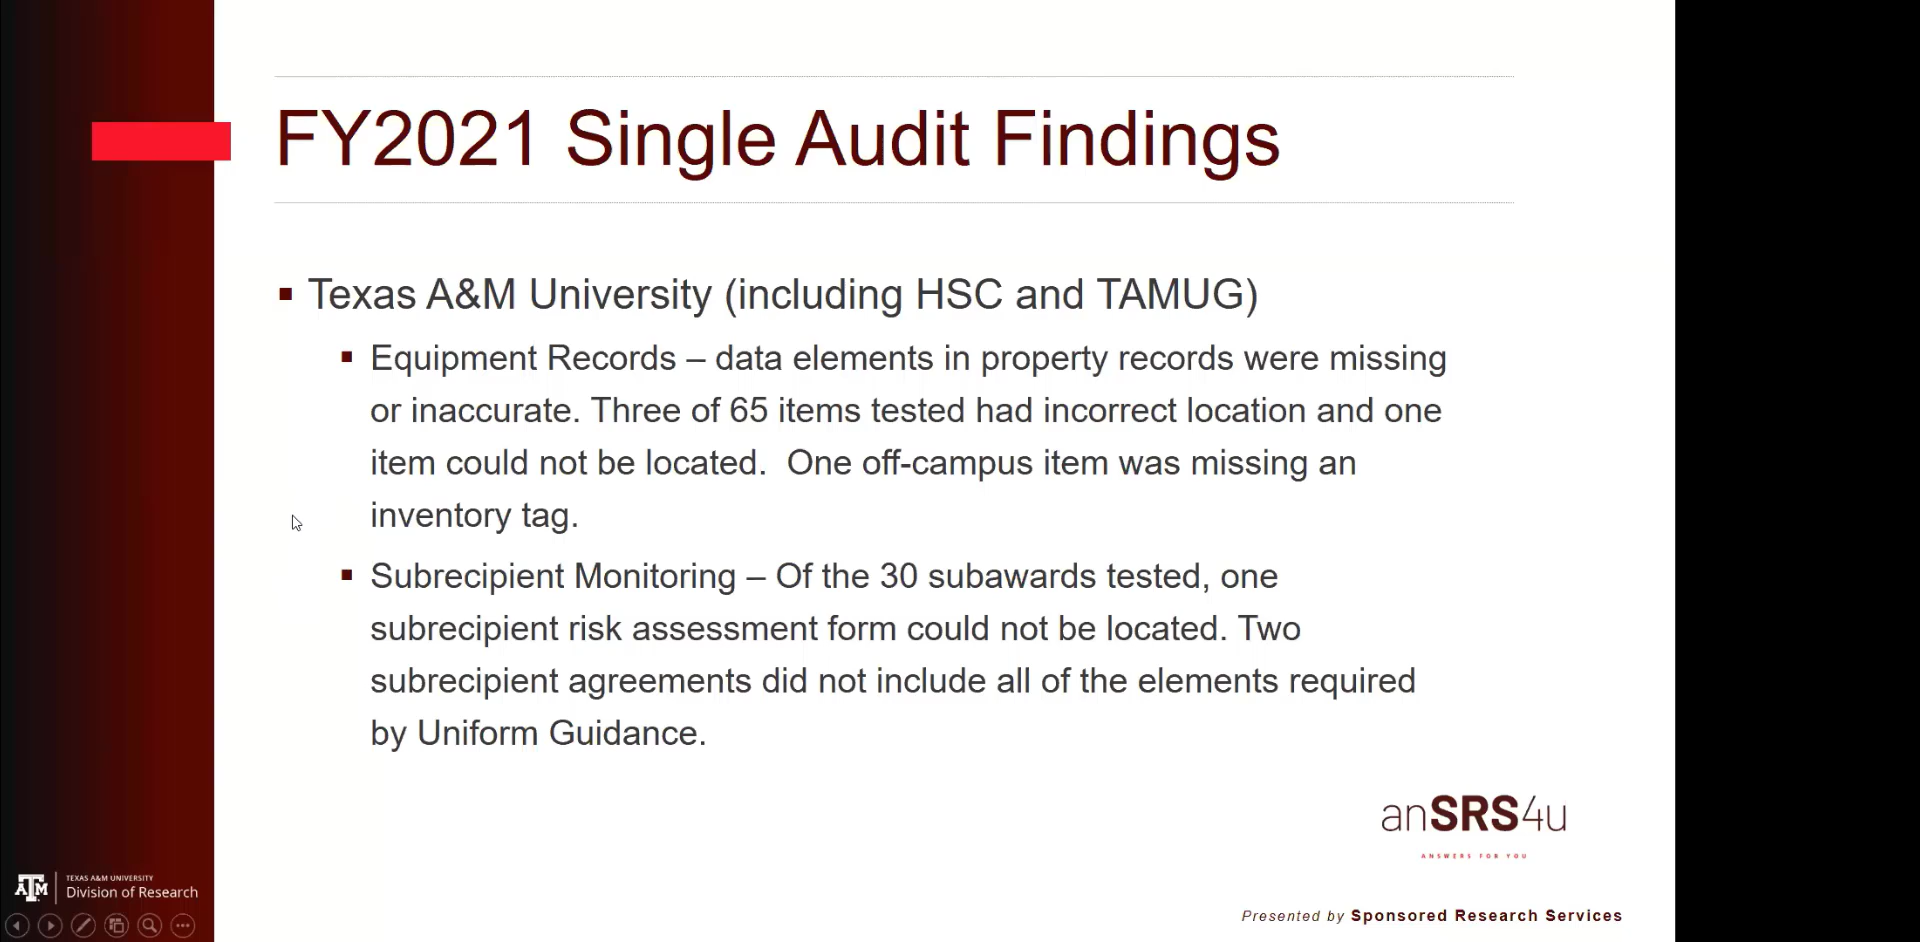 FY2021 Single Audit Findings
Texas A&M University (including HSC and TAMUG)
Equipment Records – data elements in property records were missing
or inaccurate. Three of 65 items tested had incorrect location and one
item could not be located.  One off-campus item was missing an
inventory tag.
Subrecipient Monitoring – Of the 30 subawards tested, one
subrecipient risk assessment form could not be located. Two
subrecipient agreements did not include all of the elements required
by Uniform Guidance.
anSRS4u
ANSWERS FOR YOU
ATM
TEXAS A&M UNIVERSITY
Division of Research
Presented by Sponsored Research Services